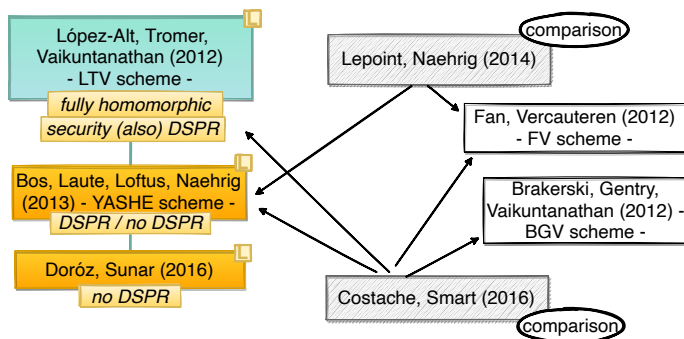 L
López-Alt, Tromer,
Vaikuntanathan (2012)
- LTV scheme -
fully homomorphic
security (also) DSPR
L
Bos, Laute, Loftus, Naehrig
(2013) - YASHE scheme -
DSPR / no DSPR
L
Doröz, Sunar (2016)
no DSPR
comparison
Lepoint, Naehrig (2014)
Fan, Vercauteren (2012)
- FV scheme -
Brakerski, Gentry,
Vaikuntanathan (2012) -
BGV scheme -
Costache, Smart (2016)
comparison